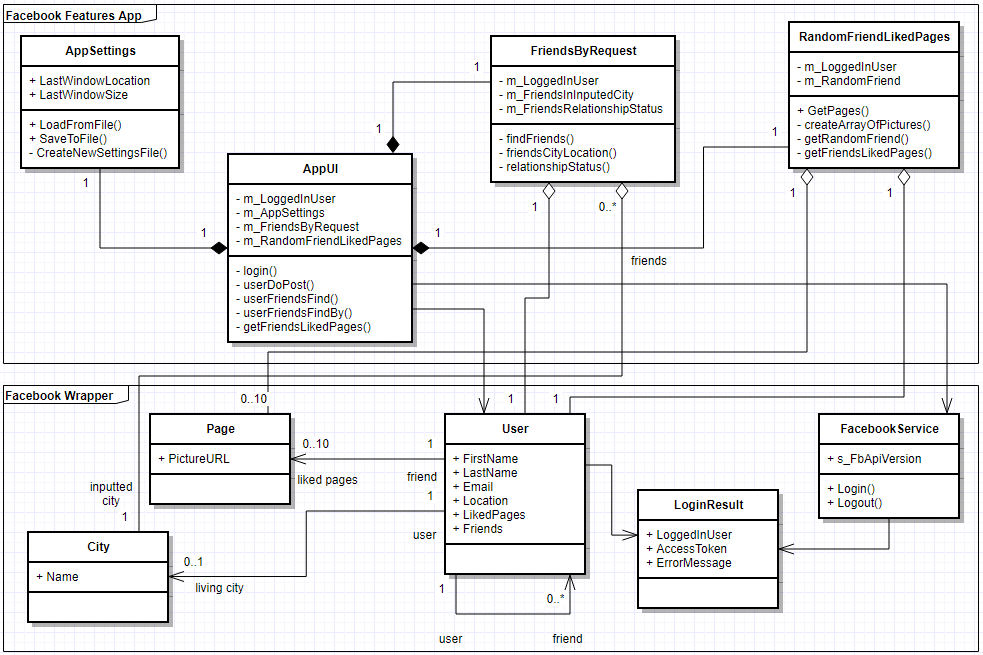 Facebook Features App
AppSettings
+ LastWindowLocation
+ LastWindowSize
+ LoadFromFile()
+ SaveToFile()
- CreateNewSettingsFile()
1
FriendsByRequest
- m_LoggedInUser
- m_FriendsInInputedCity
- m_FriendsRelationshipStatus
- findFriends()
- friendsCityLocation()
- relationshipStatus()
1
1
1
0..*
RandomFriendLikedPages
- m_LoggedInUser
- m_RandomFriend
+ GetPages()
- createArrayOfPictures()
- getRandomFriend()
- getFriendsLikedPages()
1
1
1
AppUI
- m_LoggedInUser
- m_AppSettings
- m_FriendsByRequest
- m_RandomFriendLikedPages
- login()
- userDoPost()
- userFriendsFind()
- userFriendsFindBy()
- getFriendsLikedPages()
1
1
friends
Facebook Wrapper
0..10
1
1
Page
+ PictureURL
0..10
liked pages
1
friend
1
user
User
+ FirstName
+ LastName
+ Email
+ Location
+ LikedPages
+ Friends
1
0..*
user
friend
FacebookService
+ s_FbApiVersion
+ Login()
+ Logout()
LoginResult
+ LoggedInUser
+ AccessToken
+ ErrorMessage
inputted
city
1
City
+ Name
0..1
living city